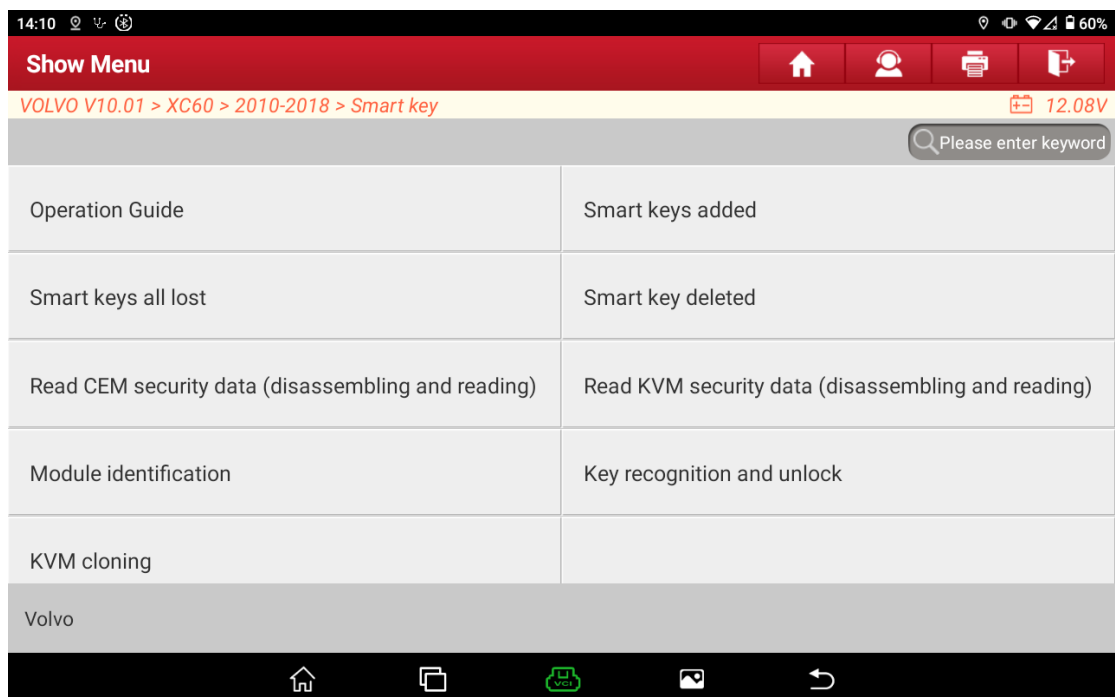 14:10 60%
Show Menu
VOLVO V10.01 > XC60 > 2010-2018 > Smart key 12.08V
Please enter keyword
Operation Guide Smart keys added
Smart keys all lost Smart key deleted
Read CEM security data (disassembling and reading) Read KVM security data (disassembling and reading)
Module identification Key recognition and unlock
KVM cloning
Volvo
VCI